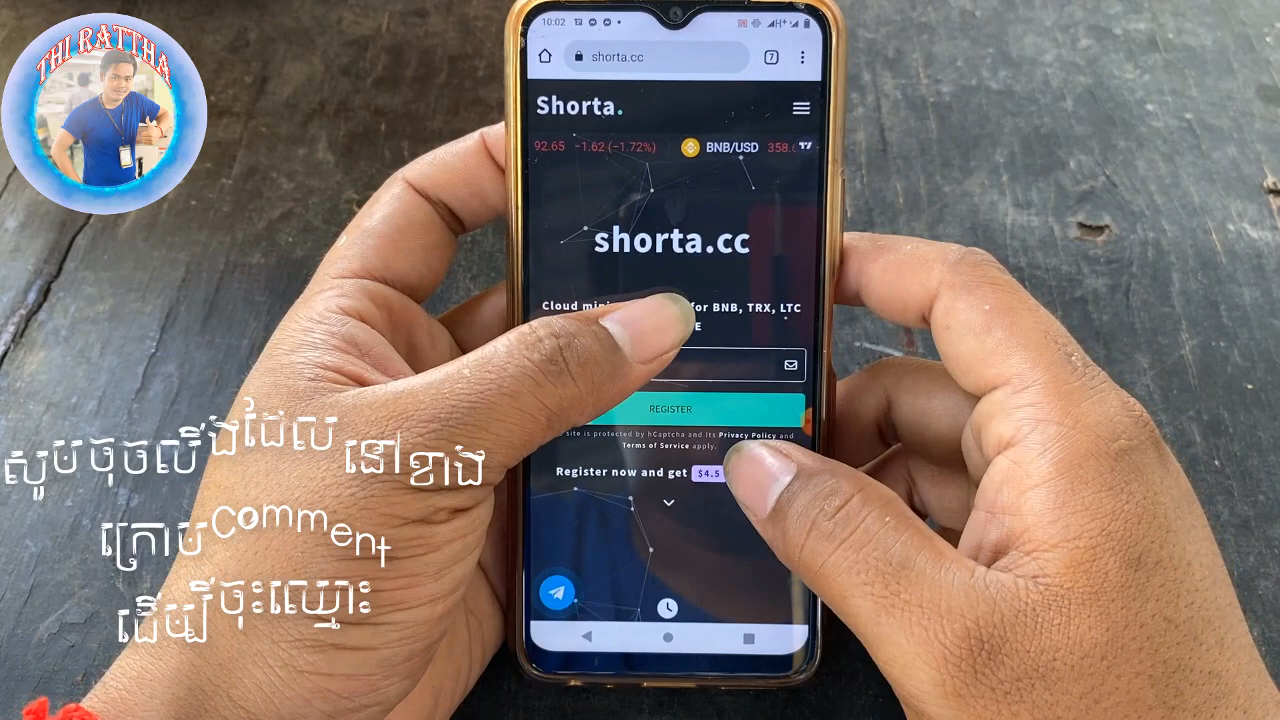 THI RATTHA
10:02
H+
shorta.cc
7
Shorta.
92.65 −1.62 (−1.72%) BNB/USD 358.
shorta.cc
Cloud for BNB, TRX, LTC
REGISTER
site is protected by hCaptcha and its Privacy Policy and
Terms of Service apply.
Register now and get $4.5
សូមចុចលីងដែលនៅខាង
ក្រោមcomment
ដើម្បីចុះឈ្មោះ